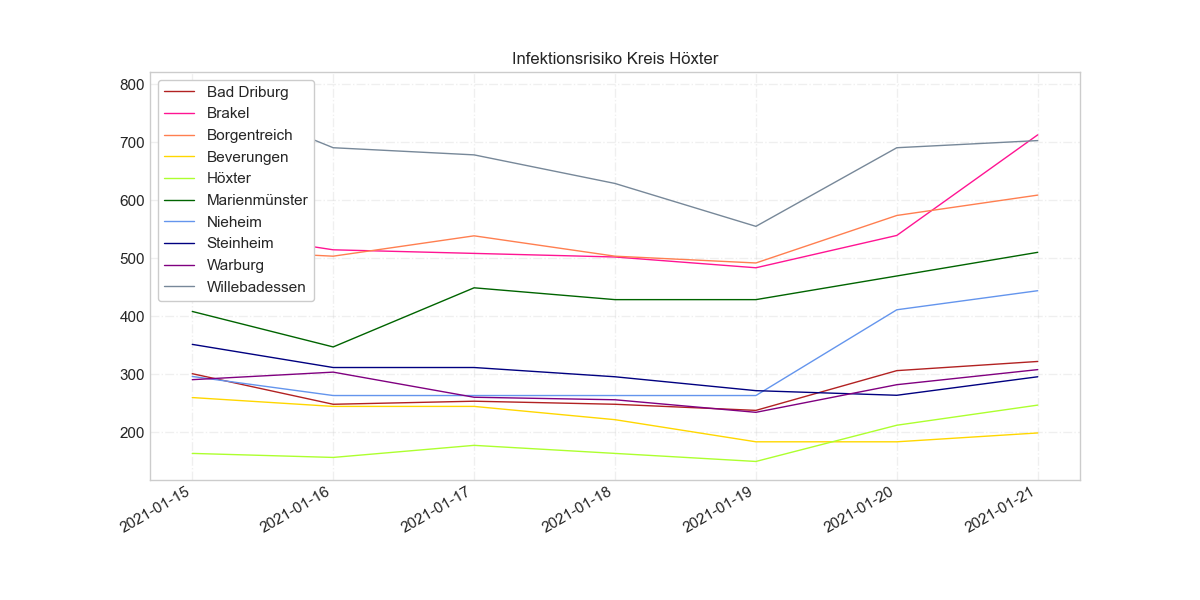 Infektionsrisiko Kreis Höxter
800
700
600
500
400
300
200
Bad Driburg
Brakel
Borgentreich
Beverungen
Höxter
Marienmünster
Nieheim
Steinheim
Warburg
Willebadessen
2021-01-15
2021-01-16
2021-01-17
2021-01-18
2021-01-19
2021-01-20
2021-01-21